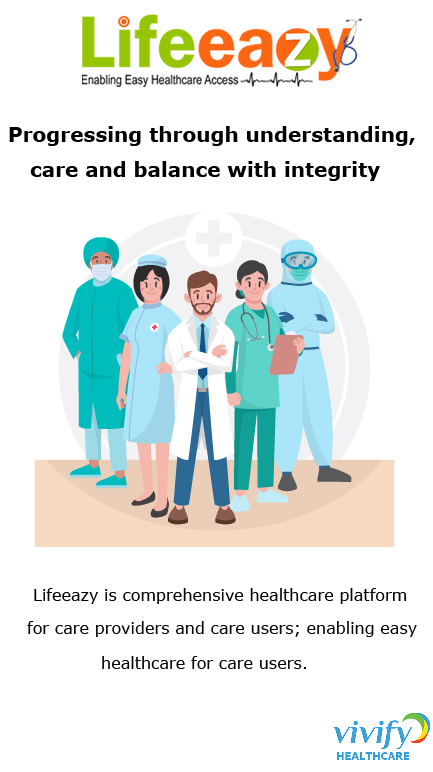 Lifeeazy
Enabling Easy Healthcare Access
Progressing through understanding,
care and balance with integrity
Lifeeazy is comprehensive healthcare platform
for care providers and care users; enabling easy
healthcare for care users.
vivify
HEALTHCARE